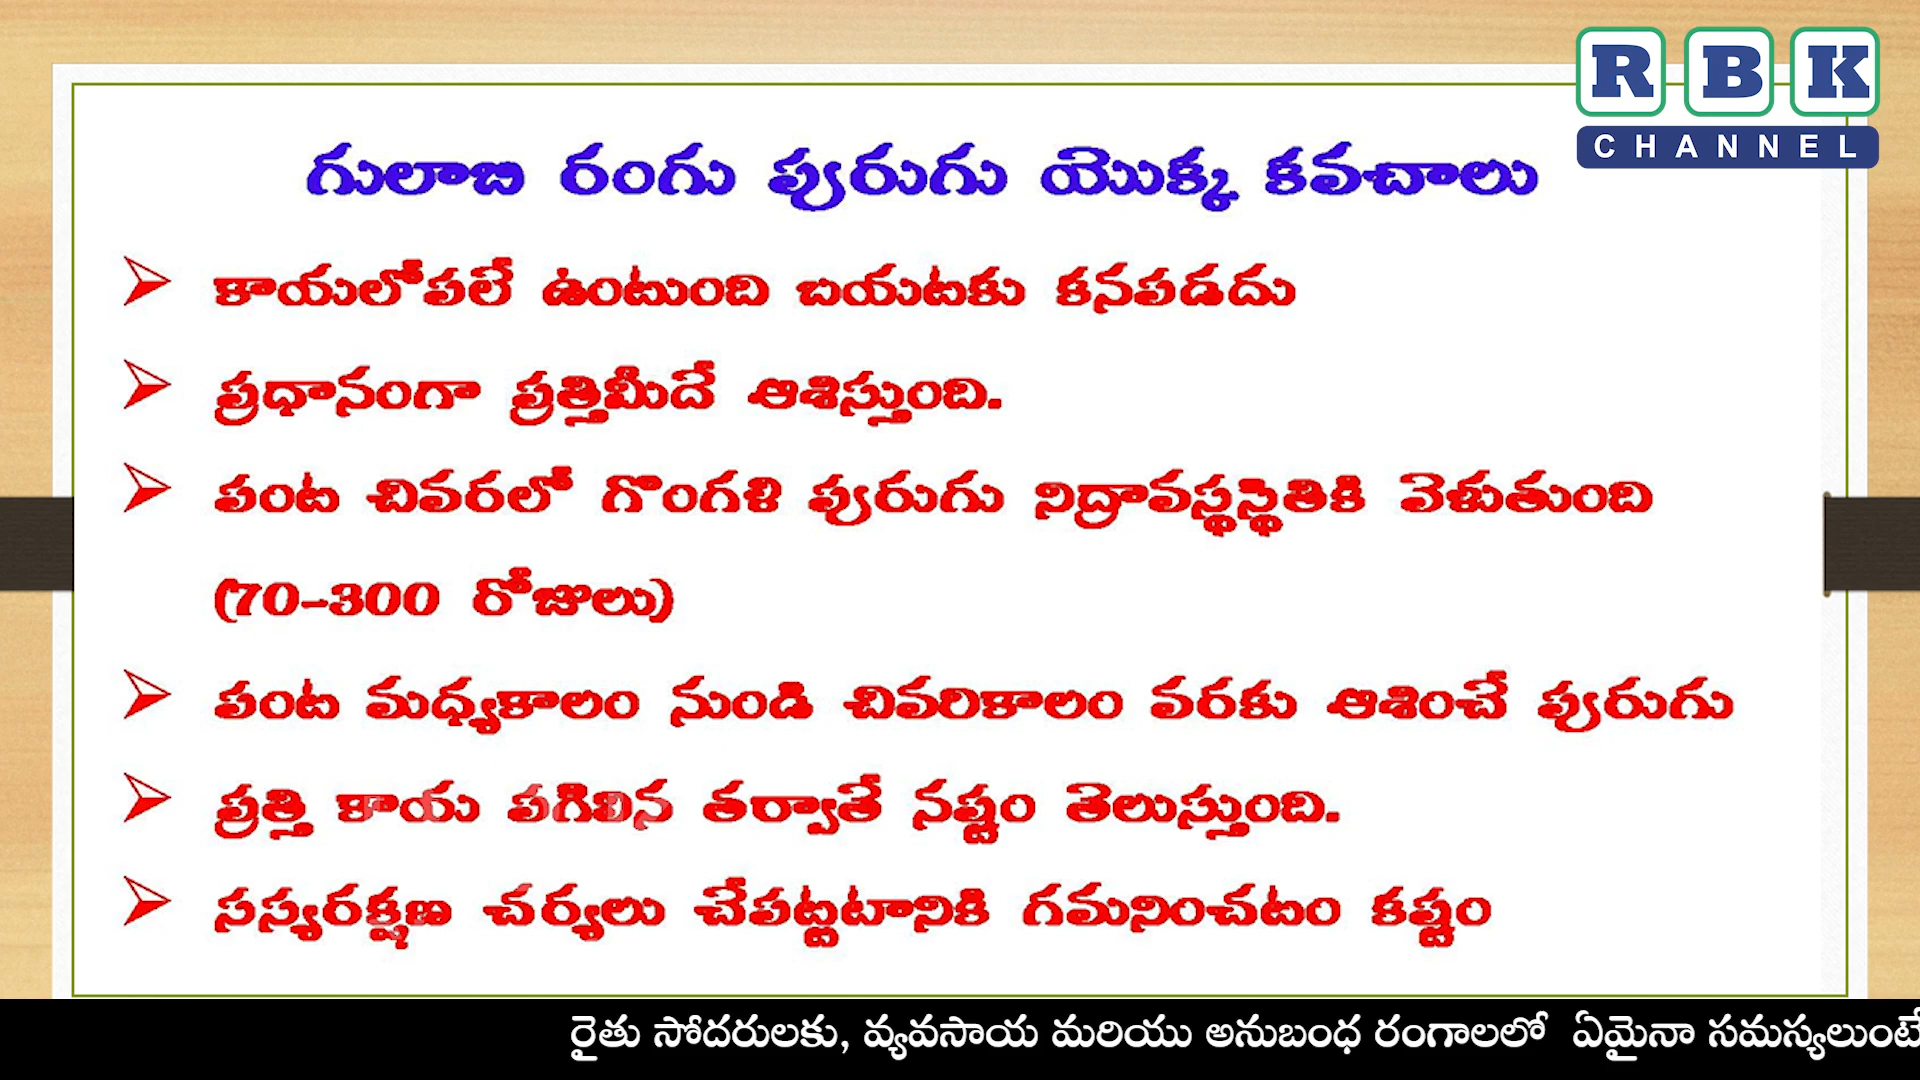 RBK
CHANNEL
గులాబి రంగు పురుగు యొక్క కవచాలు
➢ కాయలోపలే ఉంటుంది బయటకు కనపడదు
➢ ప్రధానంగా ప్రత్తిమీదే ఆశిస్తుంది.
➢ పంట చివరలో గొంగళి పురుగు నిద్రావస్థస్థితికి వెళుతుంది
(70-300 రోజులు)
➢ పంట మధ్యకాలం నుండి చివరికాలం వరకు ఆశించే పురుగు
➢ ప్రత్తి కాయ పగిలిన తర్వాతే నష్టం తెలుస్తుంది.
➢ సస్యరక్షణ చర్యలు చేపట్టటానికి గమనించటం కష్టం
రైతు సోదరులకు, వ్యవసాయ మరియు అనుబంధ రంగాలలో ఏమైనా సమస్యలుంటే